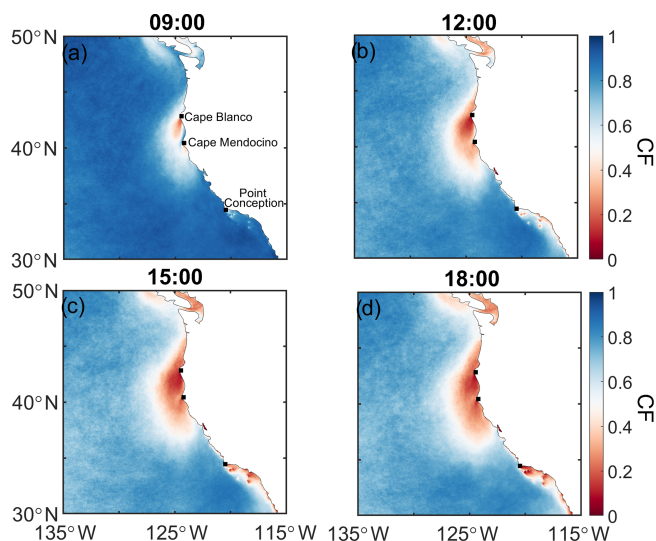 09:00
12:00
50°N
(a)
(b)
1
Cape Blanco
0.8
40°N
Cape Mendocino
0.6
CF
Point
Conception
0.4
0.2
30°N
0
15:00
18:00
50°N
(c)
(d)
1
0.8
40°N
0.6
CF
0.4
0.2
30°N
0
135°W
125°W
115°W
135°W
125°W
115°W